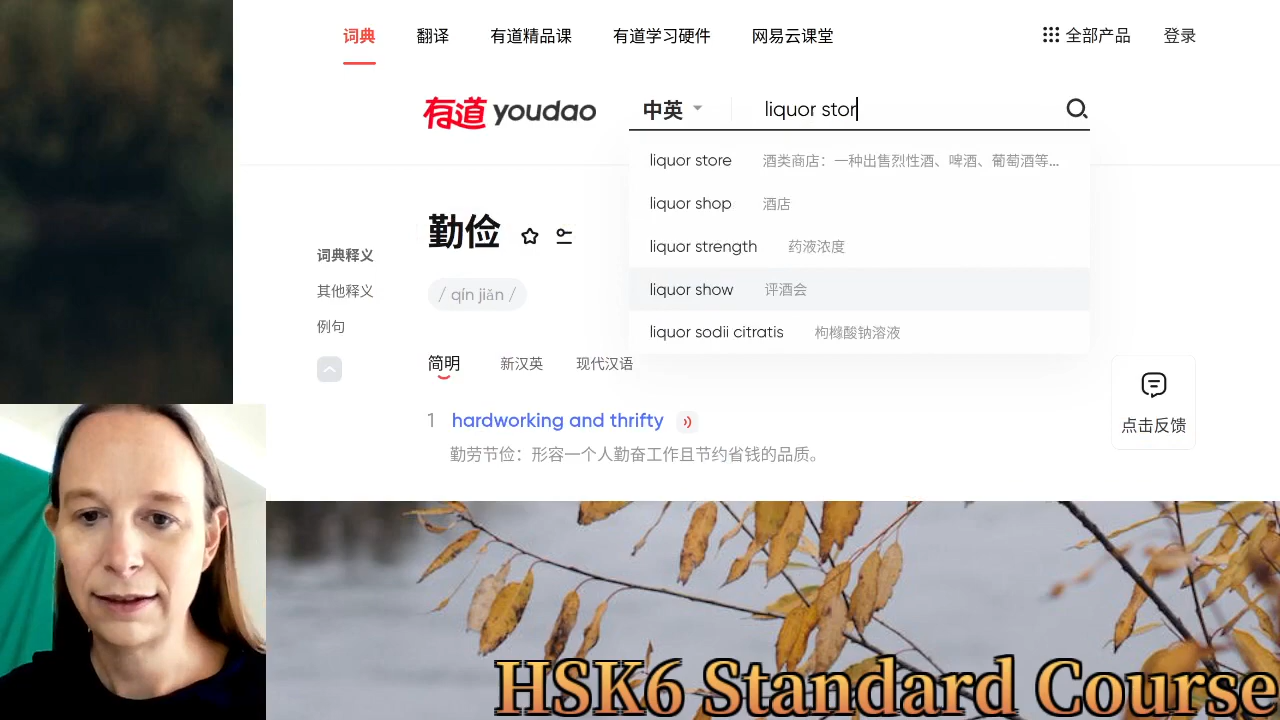 词典 翻译 有道精品课 有道学习硬件 网易云课堂 全部产品 登录
有道 youdao 中英 liquor stor
liquor store 酒类商店：一种出售烈性酒、啤酒、葡萄酒等...
liquor shop 酒店
liquor strength 药液浓度
liquor show 评酒会
liquor sodii citratis 枸橼酸钠溶液
勤俭
词典释义
其他释义
例句
/ qín jiǎn /
简明 新汉英 现代汉语
1 hardworking and thrifty
勤劳节俭：形容一个人勤奋工作且节约省钱的品质。
点击反馈
HSK6 Standard Course